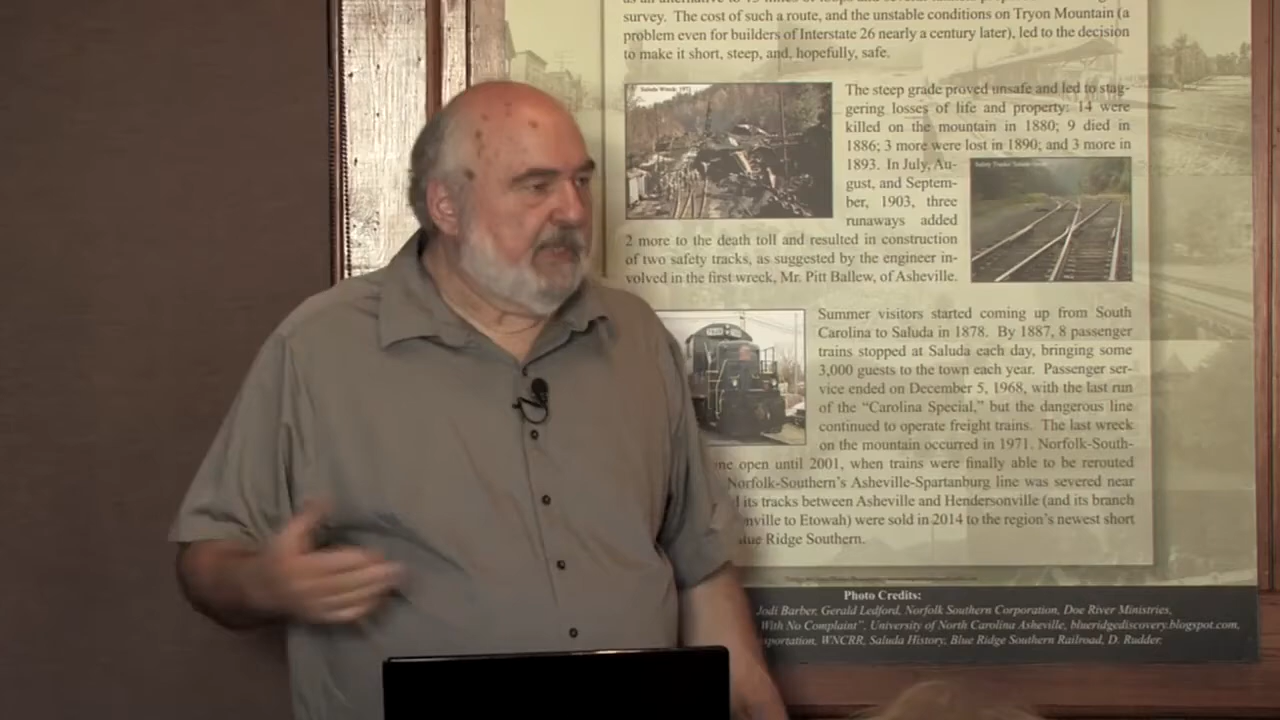 survey. The cost of such a route, and the unstable conditions on Tryon Mountain (a
problem even for builders of Interstate 26 nearly a century later), led to the decision
to make it short, steep, and, hopefully, safe.
Saluda Wreck, 1971
The steep grade proved unsafe and led to stag-
gering losses of life and property: 14 were
killed on the mountain in 1880; 9 died in
1886; 3 more were lost in 1890; and 3 more in
1893. In July, Au-
gust, and Septem-
ber, 1903, three
runaways added
2 more to the death toll and resulted in construction
of two safety tracks, as suggested by the engineer in-
volved in the first wreck, Mr. Pitt Ballew, of Asheville.
Summer visitors started coming up from South
Carolina to Saluda in 1878. By 1887, 8 passenger
trains stopped at Saluda each day, bringing some
3,000 guests to the town each year. Passenger ser-
vice ended on December 5, 1968, with the last run
of the “Carolina Special,” but the dangerous line
continued to operate freight trains. The last wreck
on the mountain occurred in 1971. Norfolk-South-
ne open until 2001, when trains were finally able to be rerouted
Norfolk-Southern’s Asheville-Spartanburg line was severed near
its tracks between Asheville and Hendersonville (and its branch
nville to Etowah) were sold in 2014 to the region’s newest short
Ridge Southern.
Photo Credits:
Jodi Barber, Gerald Ledford, Norfolk Southern Corporation, Doe River Ministries,
With No Complaint”, University of North Carolina Asheville, blueridgediscovery.blogspot.com,
sportation, WNCRR, Saluda History, Blue Ridge Southern Railroad, D. Rudder.